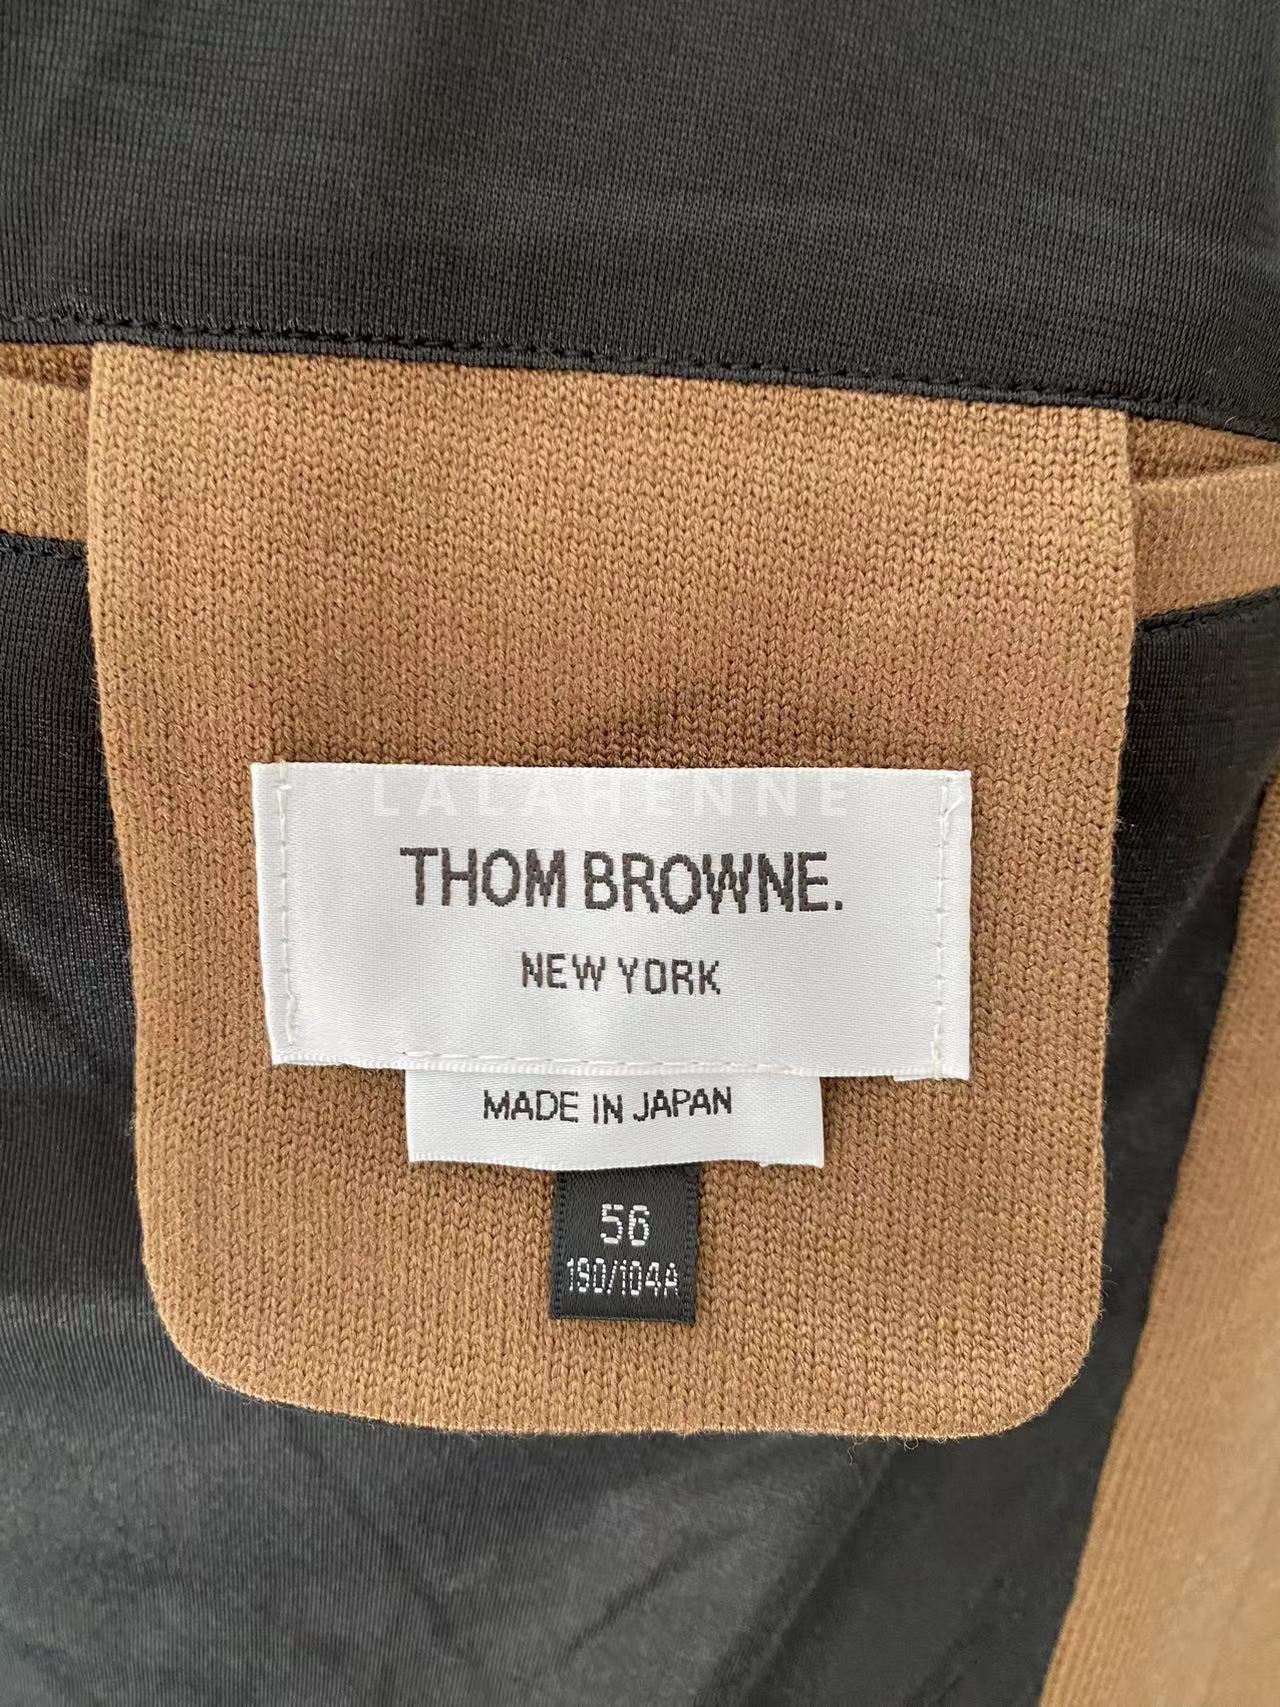 LALAHENNE
THOM BROWNE.
NEW YORK
MADE IN JAPAN
56
190/104A